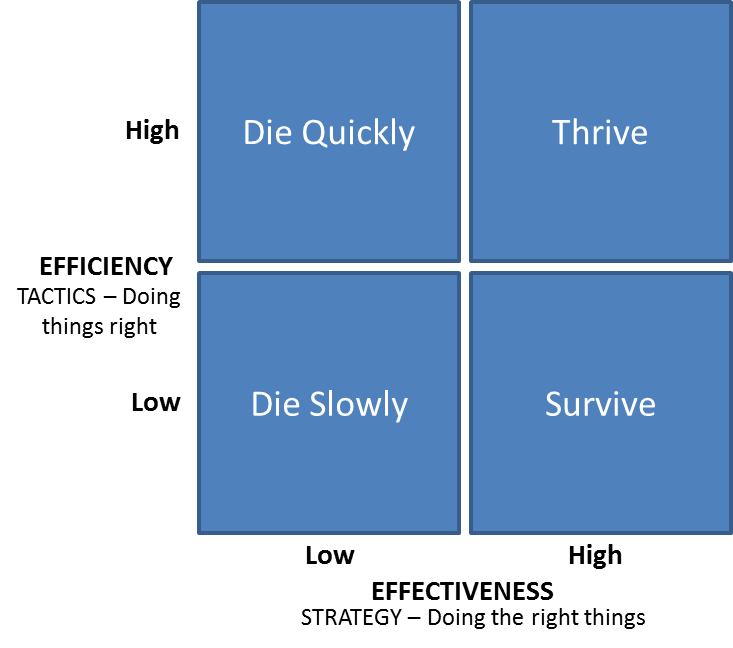 High
Die Quickly
Thrive
EFFICIENCY
TACTICS – Doing
things right
Low
Die Slowly
Survive
Low
High
EFFECTIVENESS
STRATEGY – Doing the right things